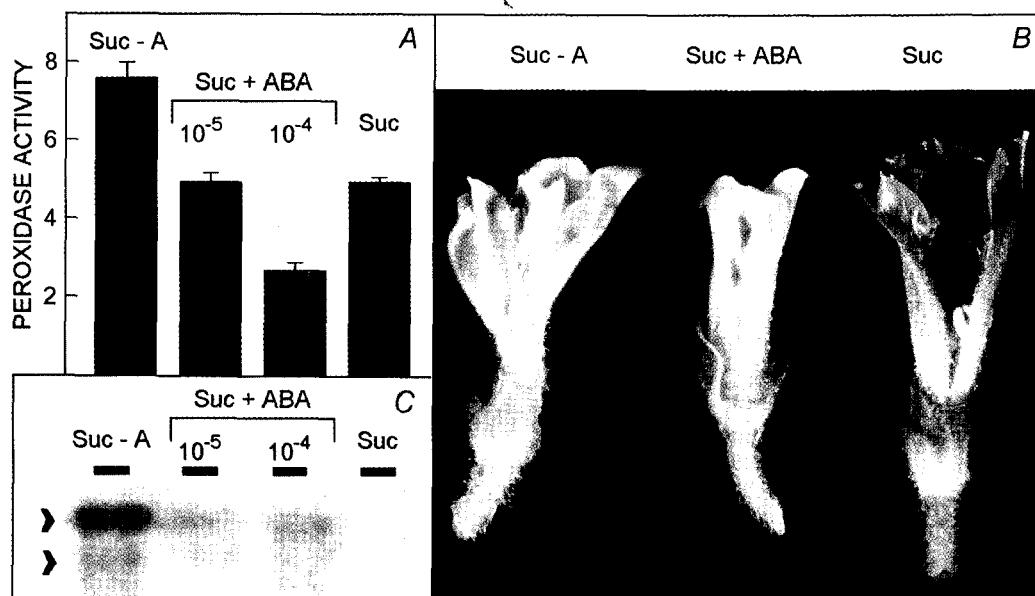 A
Suc - A
Suc + ABA
10⁻⁵ 10⁻⁴ Suc
PEROXIDASE ACTIVITY
8
6
4
2
B
Suc - A Suc + ABA Suc
C
Suc + ABA
Suc - A 10⁻⁵ 10⁻⁴ Suc